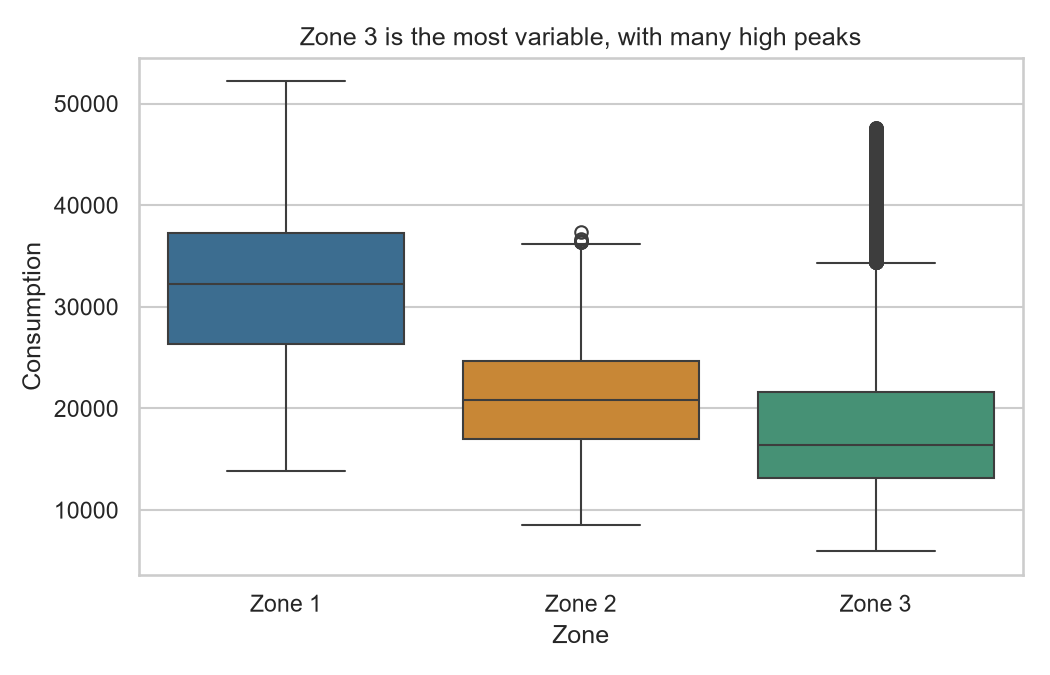 Zone 3 is the most variable, with many high peaks
50000
40000
30000
20000
10000
Consumption
Zone 1
Zone 2
Zone 3
Zone